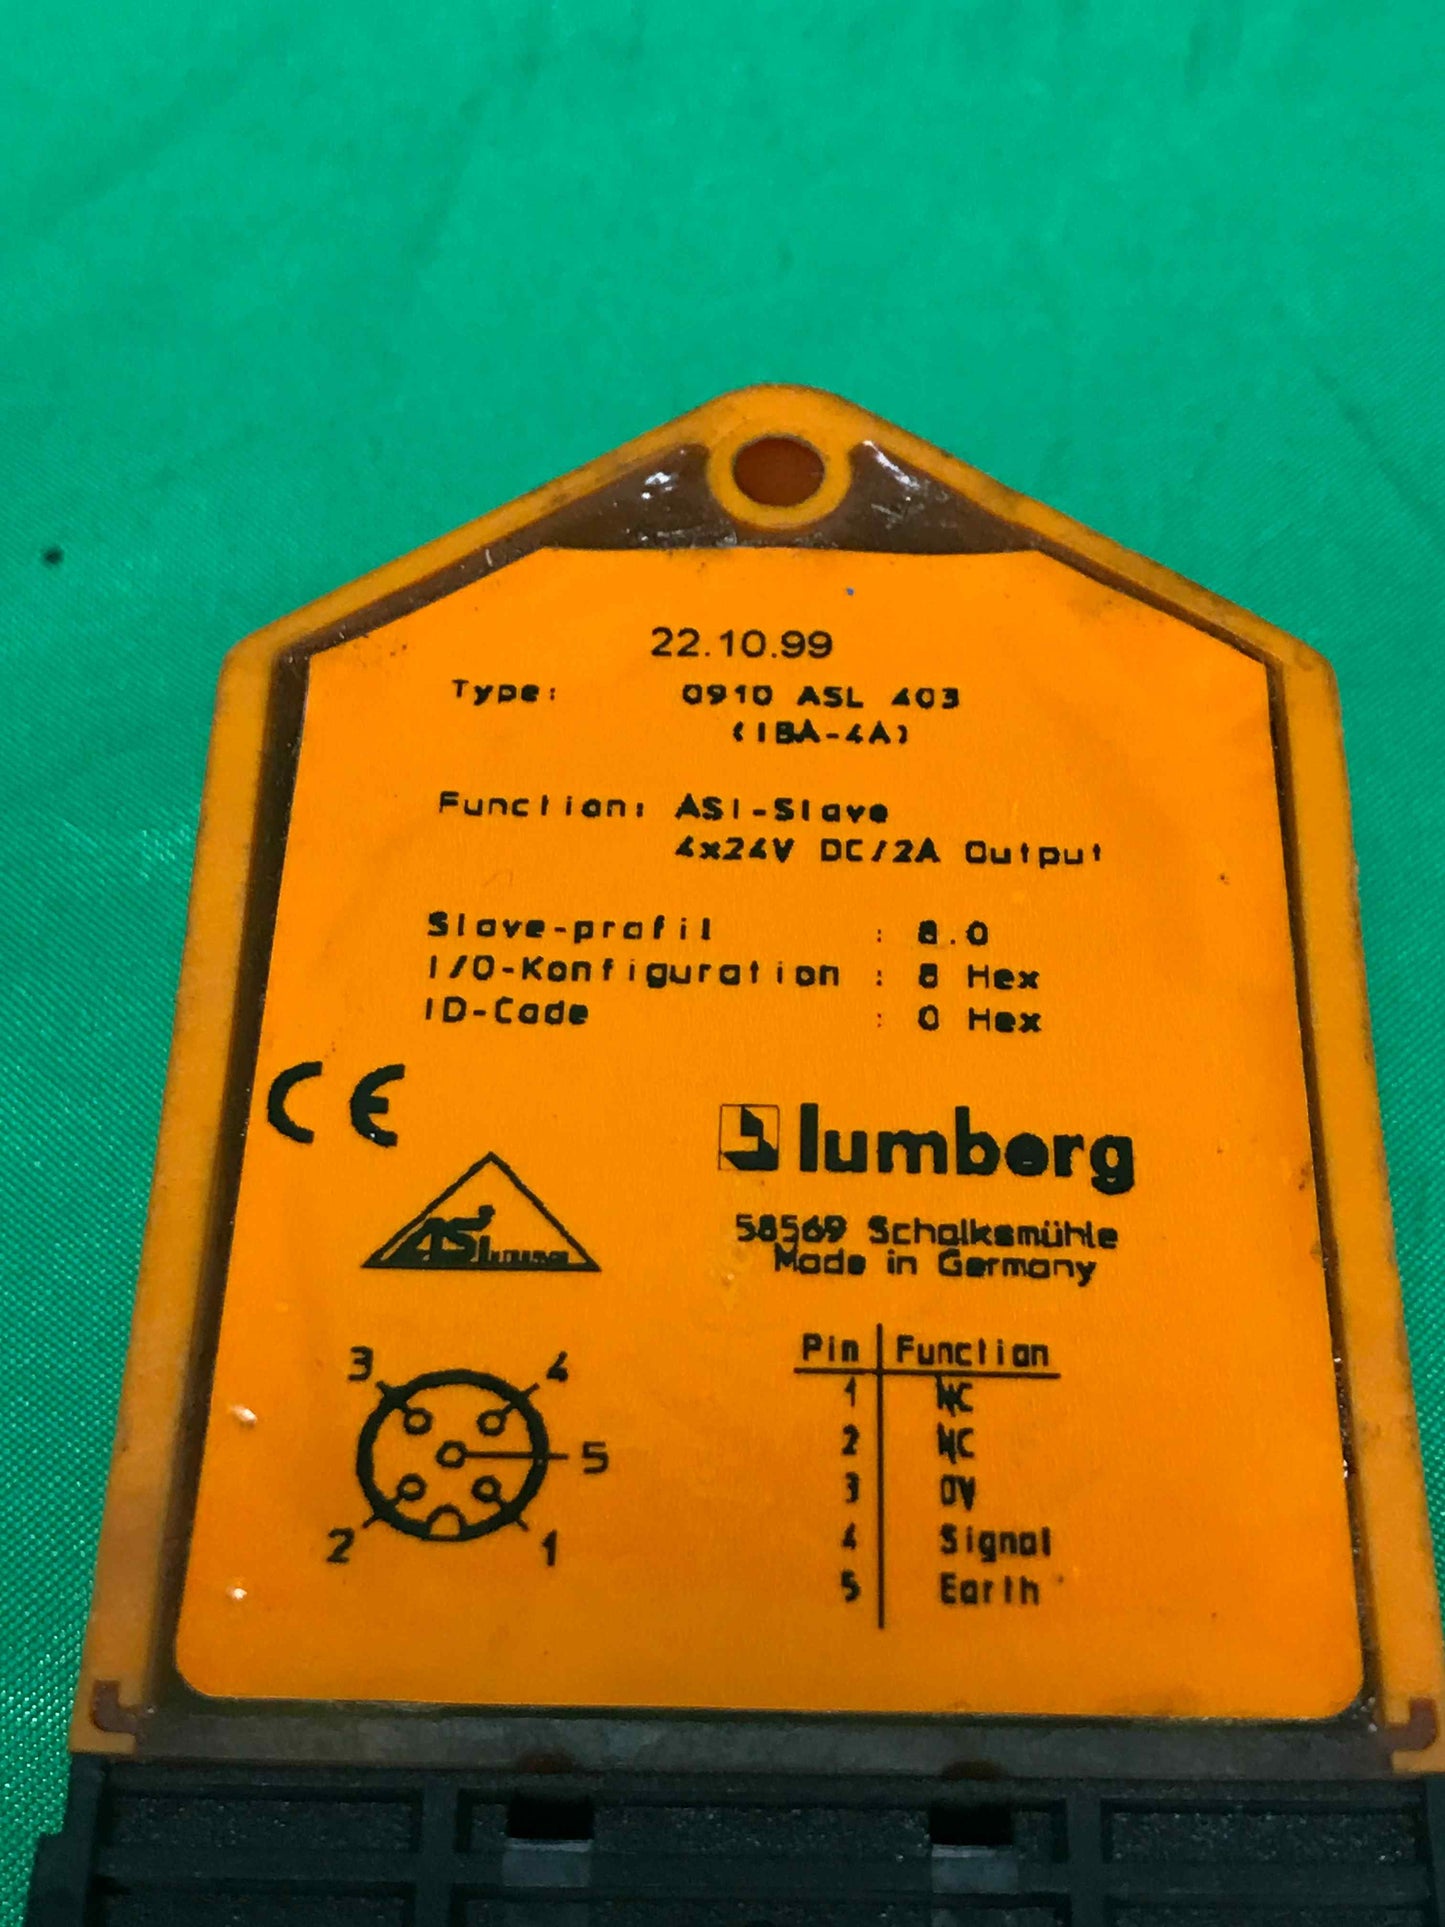 22.10.99
Type: 0910 ASL 403
(IBA-4A)
Function: ASI-Slave
4x24V DC/2A Output
Slave-profil : 8.0
I/O-Konfiguration : 8 Hex
ID-Code : 0 Hex
CE
lumberg
ASi
58569 Schalksmühle
Made in Germany
3 4
5
2 1
Pin Function
1 NC
2 NC
3 0V
4 Signal
5 Earth